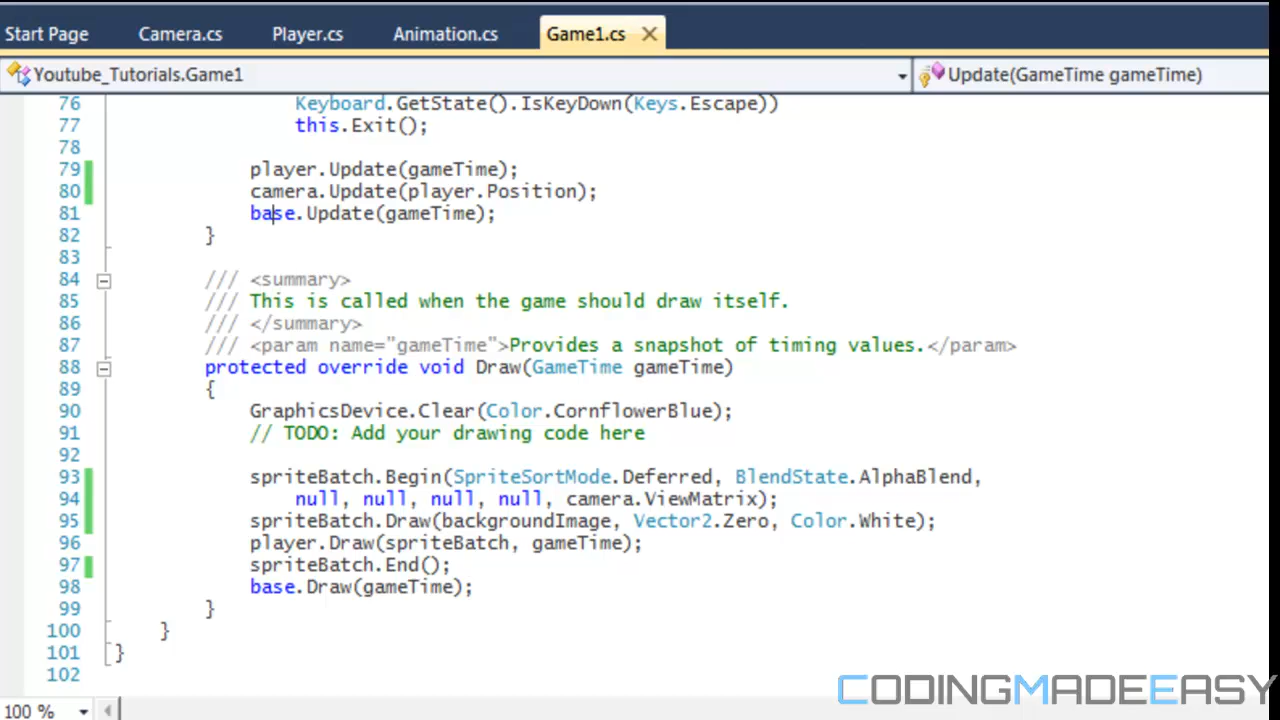 Start Page Camera.cs Player.cs Animation.cs Game1.cs
Youtube_Tutorials.Game1 Update(GameTime gameTime)
76 Keyboard.GetState().IsKeyDown(Keys.Escape))
77 this.Exit();
78
79 player.Update(gameTime);
80 camera.Update(player.Position);
81 base.Update(gameTime);
82 }
83
84 /// <summary>
85 /// This is called when the game should draw itself.
86 /// </summary>
87 /// <param name="gameTime">Provides a snapshot of timing values.</param>
88 protected override void Draw(GameTime gameTime)
89 {
90 GraphicsDevice.Clear(Color.CornflowerBlue);
91 // TODO: Add your drawing code here
92
93 spriteBatch.Begin(SpriteSortMode.Deferred, BlendState.AlphaBlend,
94 null, null, null, null, camera.ViewMatrix);
95 spriteBatch.Draw(backgroundImage, Vector2.Zero, Color.White);
96 player.Draw(spriteBatch, gameTime);
97 spriteBatch.End();
98 base.Draw(gameTime);
99 }
100 }
101 }
102
CODINGMADEEASY
100 %